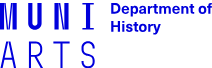 MUNI
ARTS
Department of
History